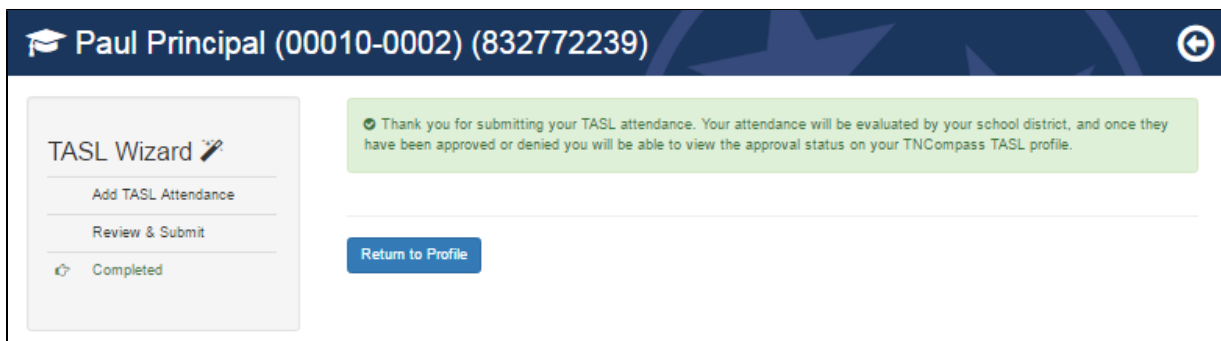 Paul Principal (00010-0002) (832772239)
TASL Wizard
Add TASL Attendance
Review & Submit
Completed
Thank you for submitting your TASL attendance. Your attendance will be evaluated by your school district, and once they
have been approved or denied you will be able to view the approval status on your TNCompass TASL profile.
Return to Profile